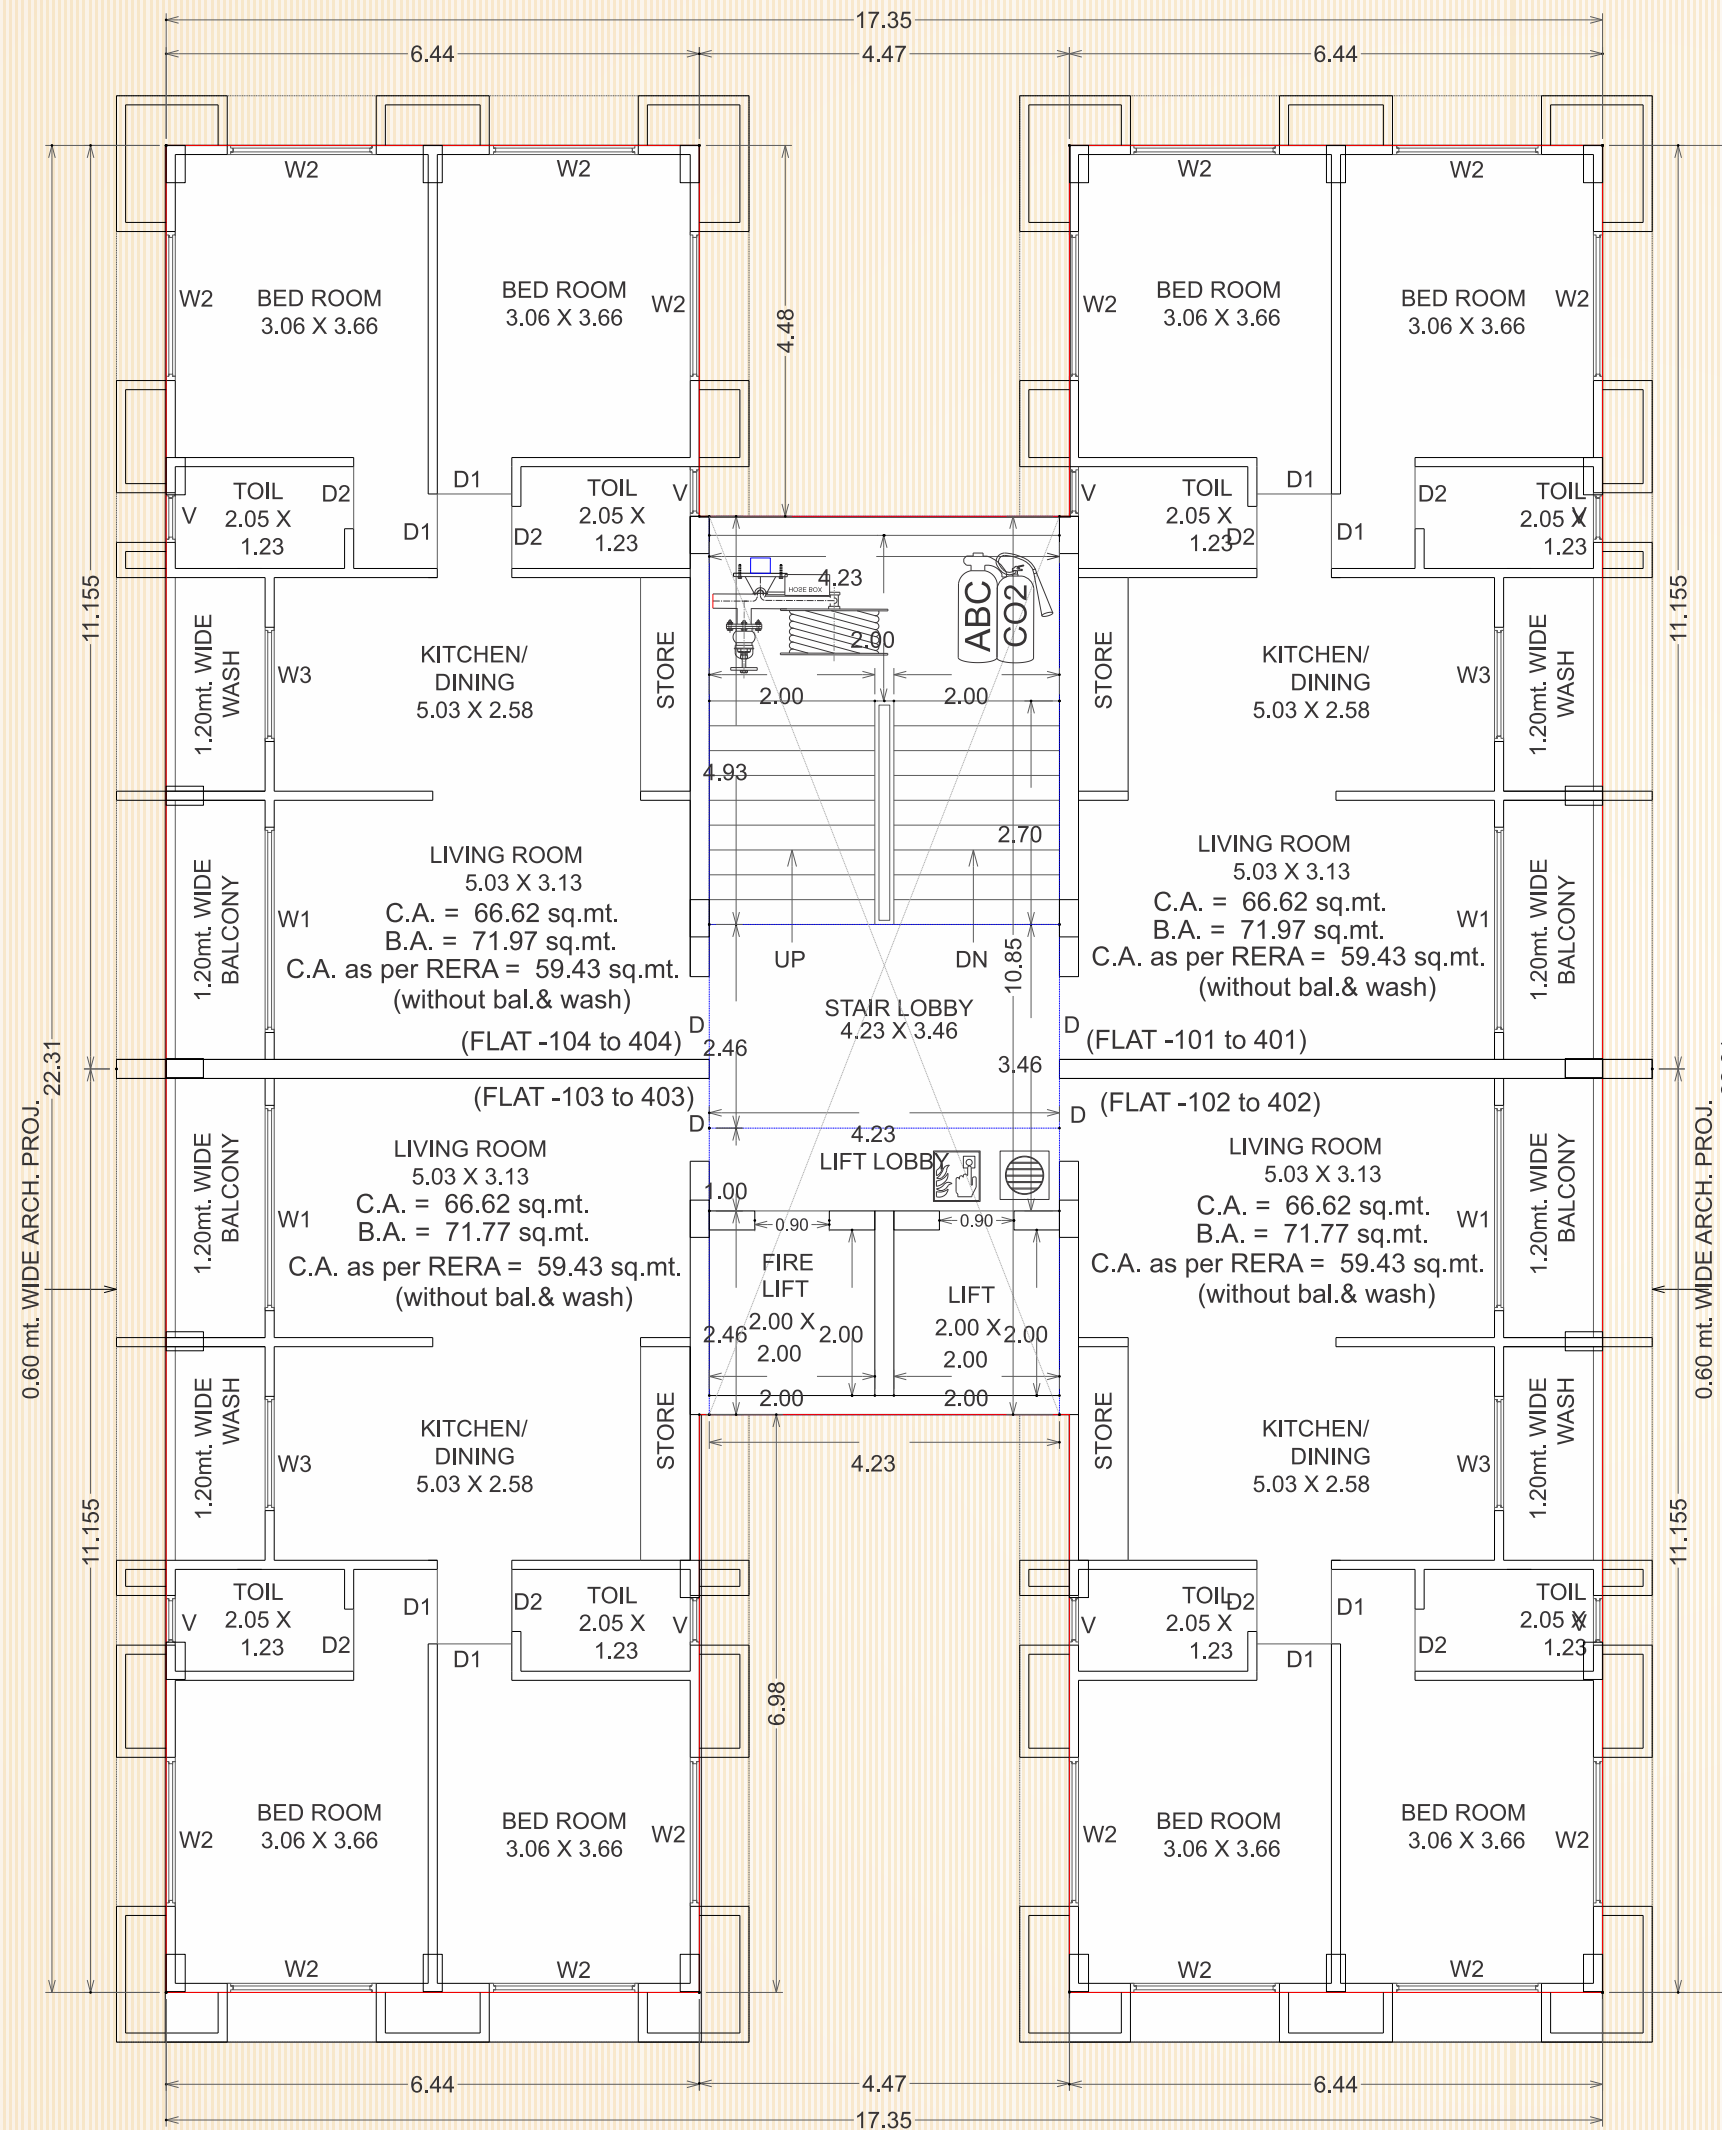 17.35
6.44 4.47 6.44
W2 W2 W2 W2
W2 BED ROOM
3.06 X 3.66
BED ROOM
3.06 X 3.66 W2
4.48
W2 BED ROOM
3.06 X 3.66
BED ROOM
3.06 X 3.66 W2
TOIL
2.05 X
1.23
V D2 D1 D1 D2
TOIL
2.05 X
1.23
V
V TOIL
2.05 X
1.23
D2 D1 D1 D2
TOIL
2.05 X
1.23
V
11.155
11.155
4.23
HOSE BOX
2.00
ABC
CO2
2.00 2.00
1.20mt. WIDE
WASH
W3
KITCHEN/
DINING
5.03 X 2.58
STORE
STORE
KITCHEN/
DINING
5.03 X 2.58
W3
1.20mt. WIDE
WASH
4.93
2.70
1.20mt. WIDE
BALCONY
W1
LIVING ROOM
5.03 X 3.13
C.A. = 66.62 sq.mt.
B.A. = 71.97 sq.mt.
C.A. as per RERA = 59.43 sq.mt.
(without bal.& wash)
(FLAT -104 to 404)
UP DN
10.85
STAIR LOBBY
4.23 X 3.46
D D
2.46 3.46
LIVING ROOM
5.03 X 3.13
C.A. = 66.62 sq.mt.
B.A. = 71.97 sq.mt.
C.A. as per RERA = 59.43 sq.mt.
(without bal.& wash)
(FLAT -101 to 401)
W1
1.20mt. WIDE
BALCONY
22.31
0.60 mt. WIDE ARCH. PROJ.
0.60 mt. WIDE ARCH. PROJ.
(FLAT -103 to 403)
D
1.20mt. WIDE
BALCONY
W1
LIVING ROOM
5.03 X 3.13
C.A. = 66.62 sq.mt.
B.A. = 71.77 sq.mt.
C.A. as per RERA = 59.43 sq.mt.
(without bal.& wash)
4.23
LIFT LOBBY
1.00
0.90 0.90
FIRE
LIFT
2.00 X
2.00
LIFT
2.00 X
2.00
2.46 2.00 2.00
2.00 2.00
4.23
D
(FLAT -102 to 402)
LIVING ROOM
5.03 X 3.13
C.A. = 66.62 sq.mt.
B.A. = 71.77 sq.mt.
C.A. as per RERA = 59.43 sq.mt.
(without bal.& wash)
W1
1.20mt. WIDE
BALCONY
1.20mt. WIDE
WASH
W3
KITCHEN/
DINING
5.03 X 2.58
STORE
STORE
KITCHEN/
DINING
5.03 X 2.58
W3
1.20mt. WIDE
WASH
11.155
11.155
V TOIL
2.05 X
1.23
D2 D1 D1 D2
TOIL
2.05 X
1.23
V
V TOIL
2.05 X
1.23
D2 D1 D1 D2
TOIL
2.05 X
1.23
V
6.98
W2 BED ROOM
3.06 X 3.66
BED ROOM
3.06 X 3.66 W2
W2 BED ROOM
3.06 X 3.66
BED ROOM
3.06 X 3.66 W2
W2 W2 W2 W2
6.44 4.47 6.44
17.35